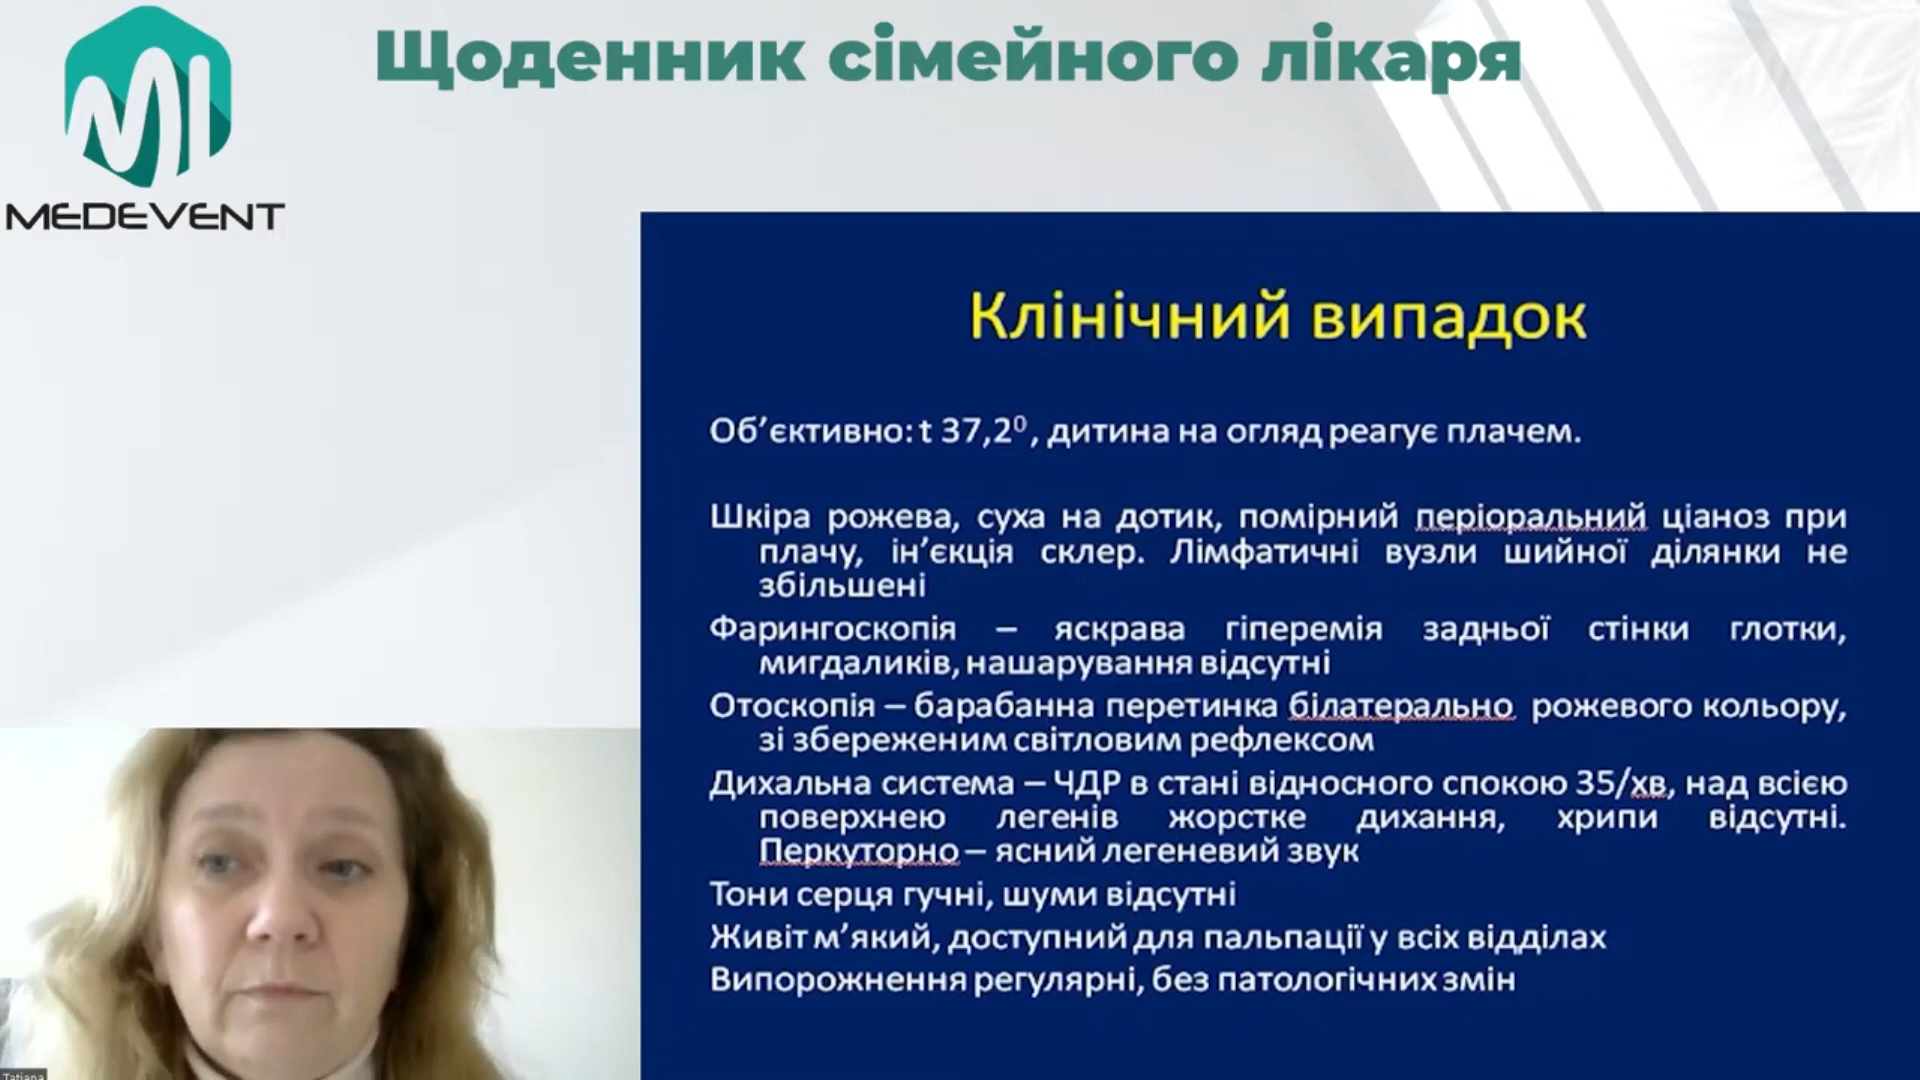 Щоденник сімейного лікаря
MEDEVENT
Клінічний випадок
Об’єктивно: t 37,2⁰, дитина на огляд реагує плачем.
Шкіра рожева, суха на дотик, помірний періоральний ціаноз при
плачу, ін’єкція склер. Лімфатичні вузли шийної ділянки не
збільшені
Фарингоскопія – яскрава гіперемія задньої стінки глотки,
мигдаликів, нашарування відсутні
Отоскопія – барабанна перетинка білатерально рожевого кольору,
зі збереженим світловим рефлексом
Дихальна система – ЧДР в стані відносного спокою 35/хв, над всією
поверхнею легенів жорстке дихання, хрипи відсутні.
Перкуторно – ясний легеневий звук
Тони серця гучні, шуми відсутні
Живіт м’який, доступний для пальпації у всіх відділах
Випорожнення регулярні, без патологічних змін
Tatiana